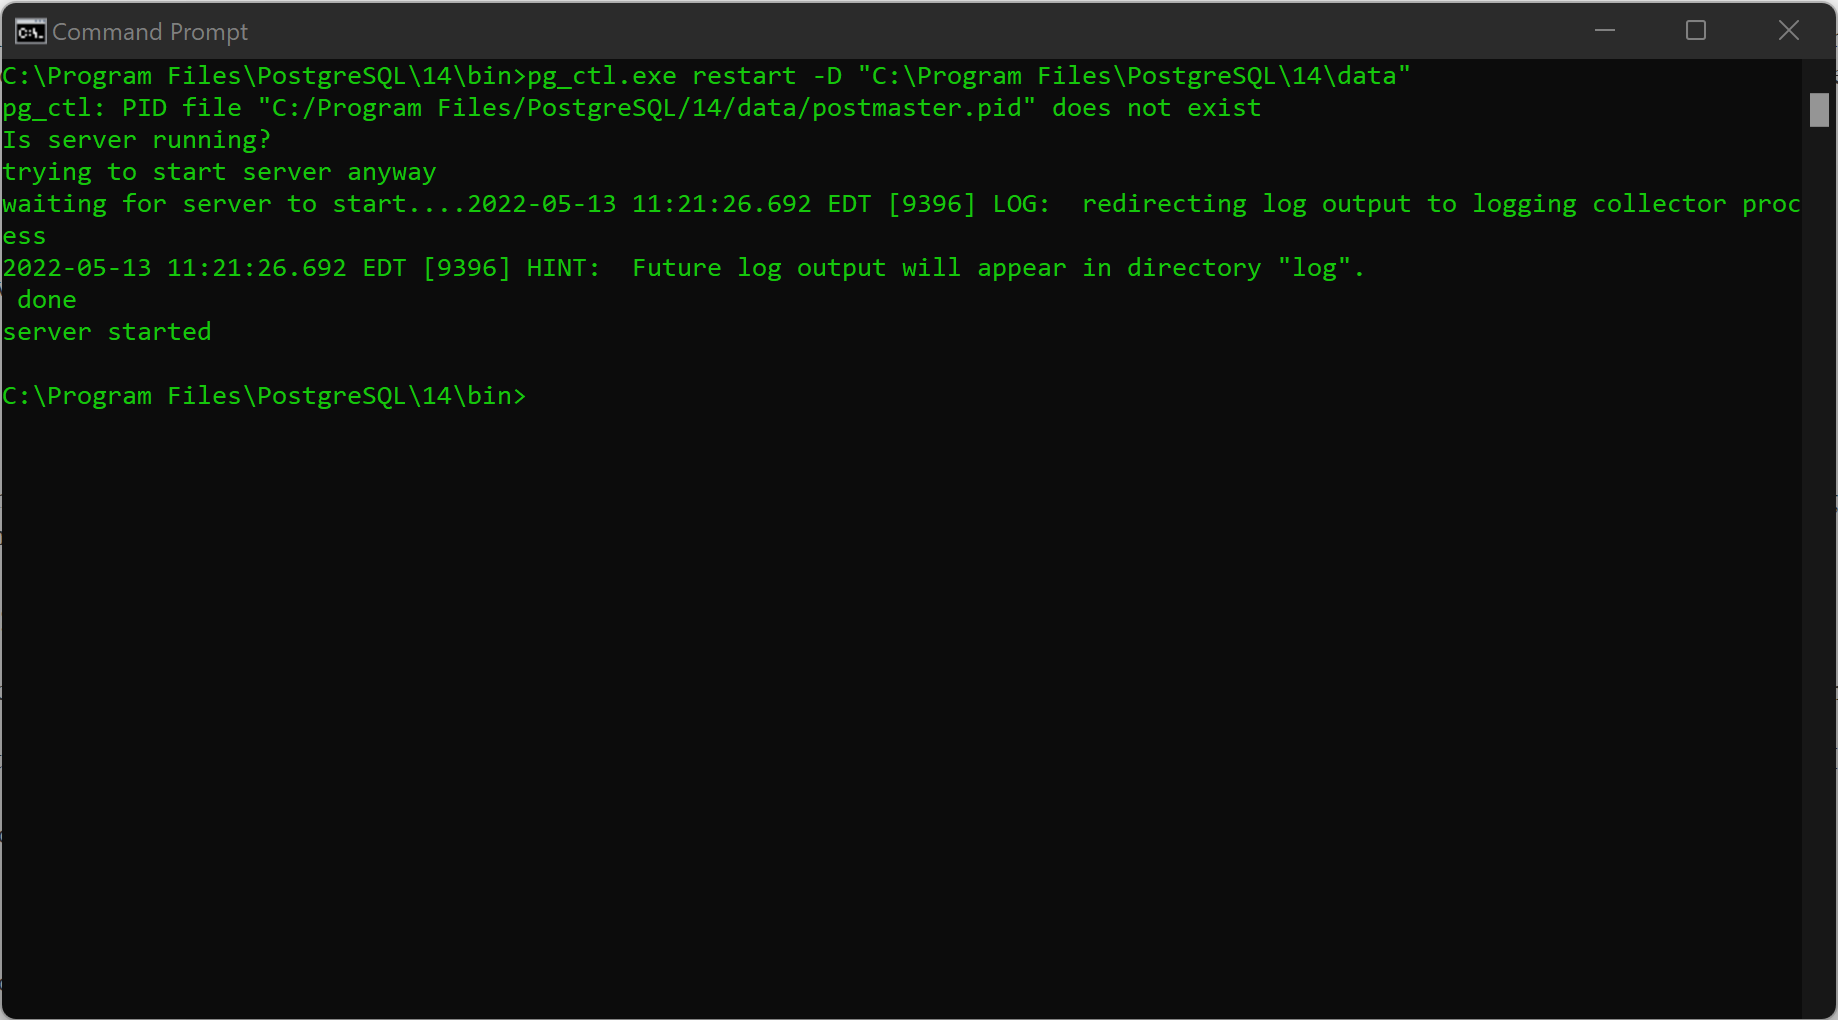 Command Prompt
C:\Program Files\PostgreSQL\14\bin>pg_ctl.exe restart -D "C:\Program Files\PostgreSQL\14\data"
pg_ctl: PID file "C:/Program Files/PostgreSQL/14/data/postmaster.pid" does not exist
Is server running?
trying to start server anyway
waiting for server to start....2022-05-13 11:21:26.692 EDT [9396] LOG:  redirecting log output to logging collector proc
ess
2022-05-13 11:21:26.692 EDT [9396] HINT:  Future log output will appear in directory "log".
 done
server started
C:\Program Files\PostgreSQL\14\bin>